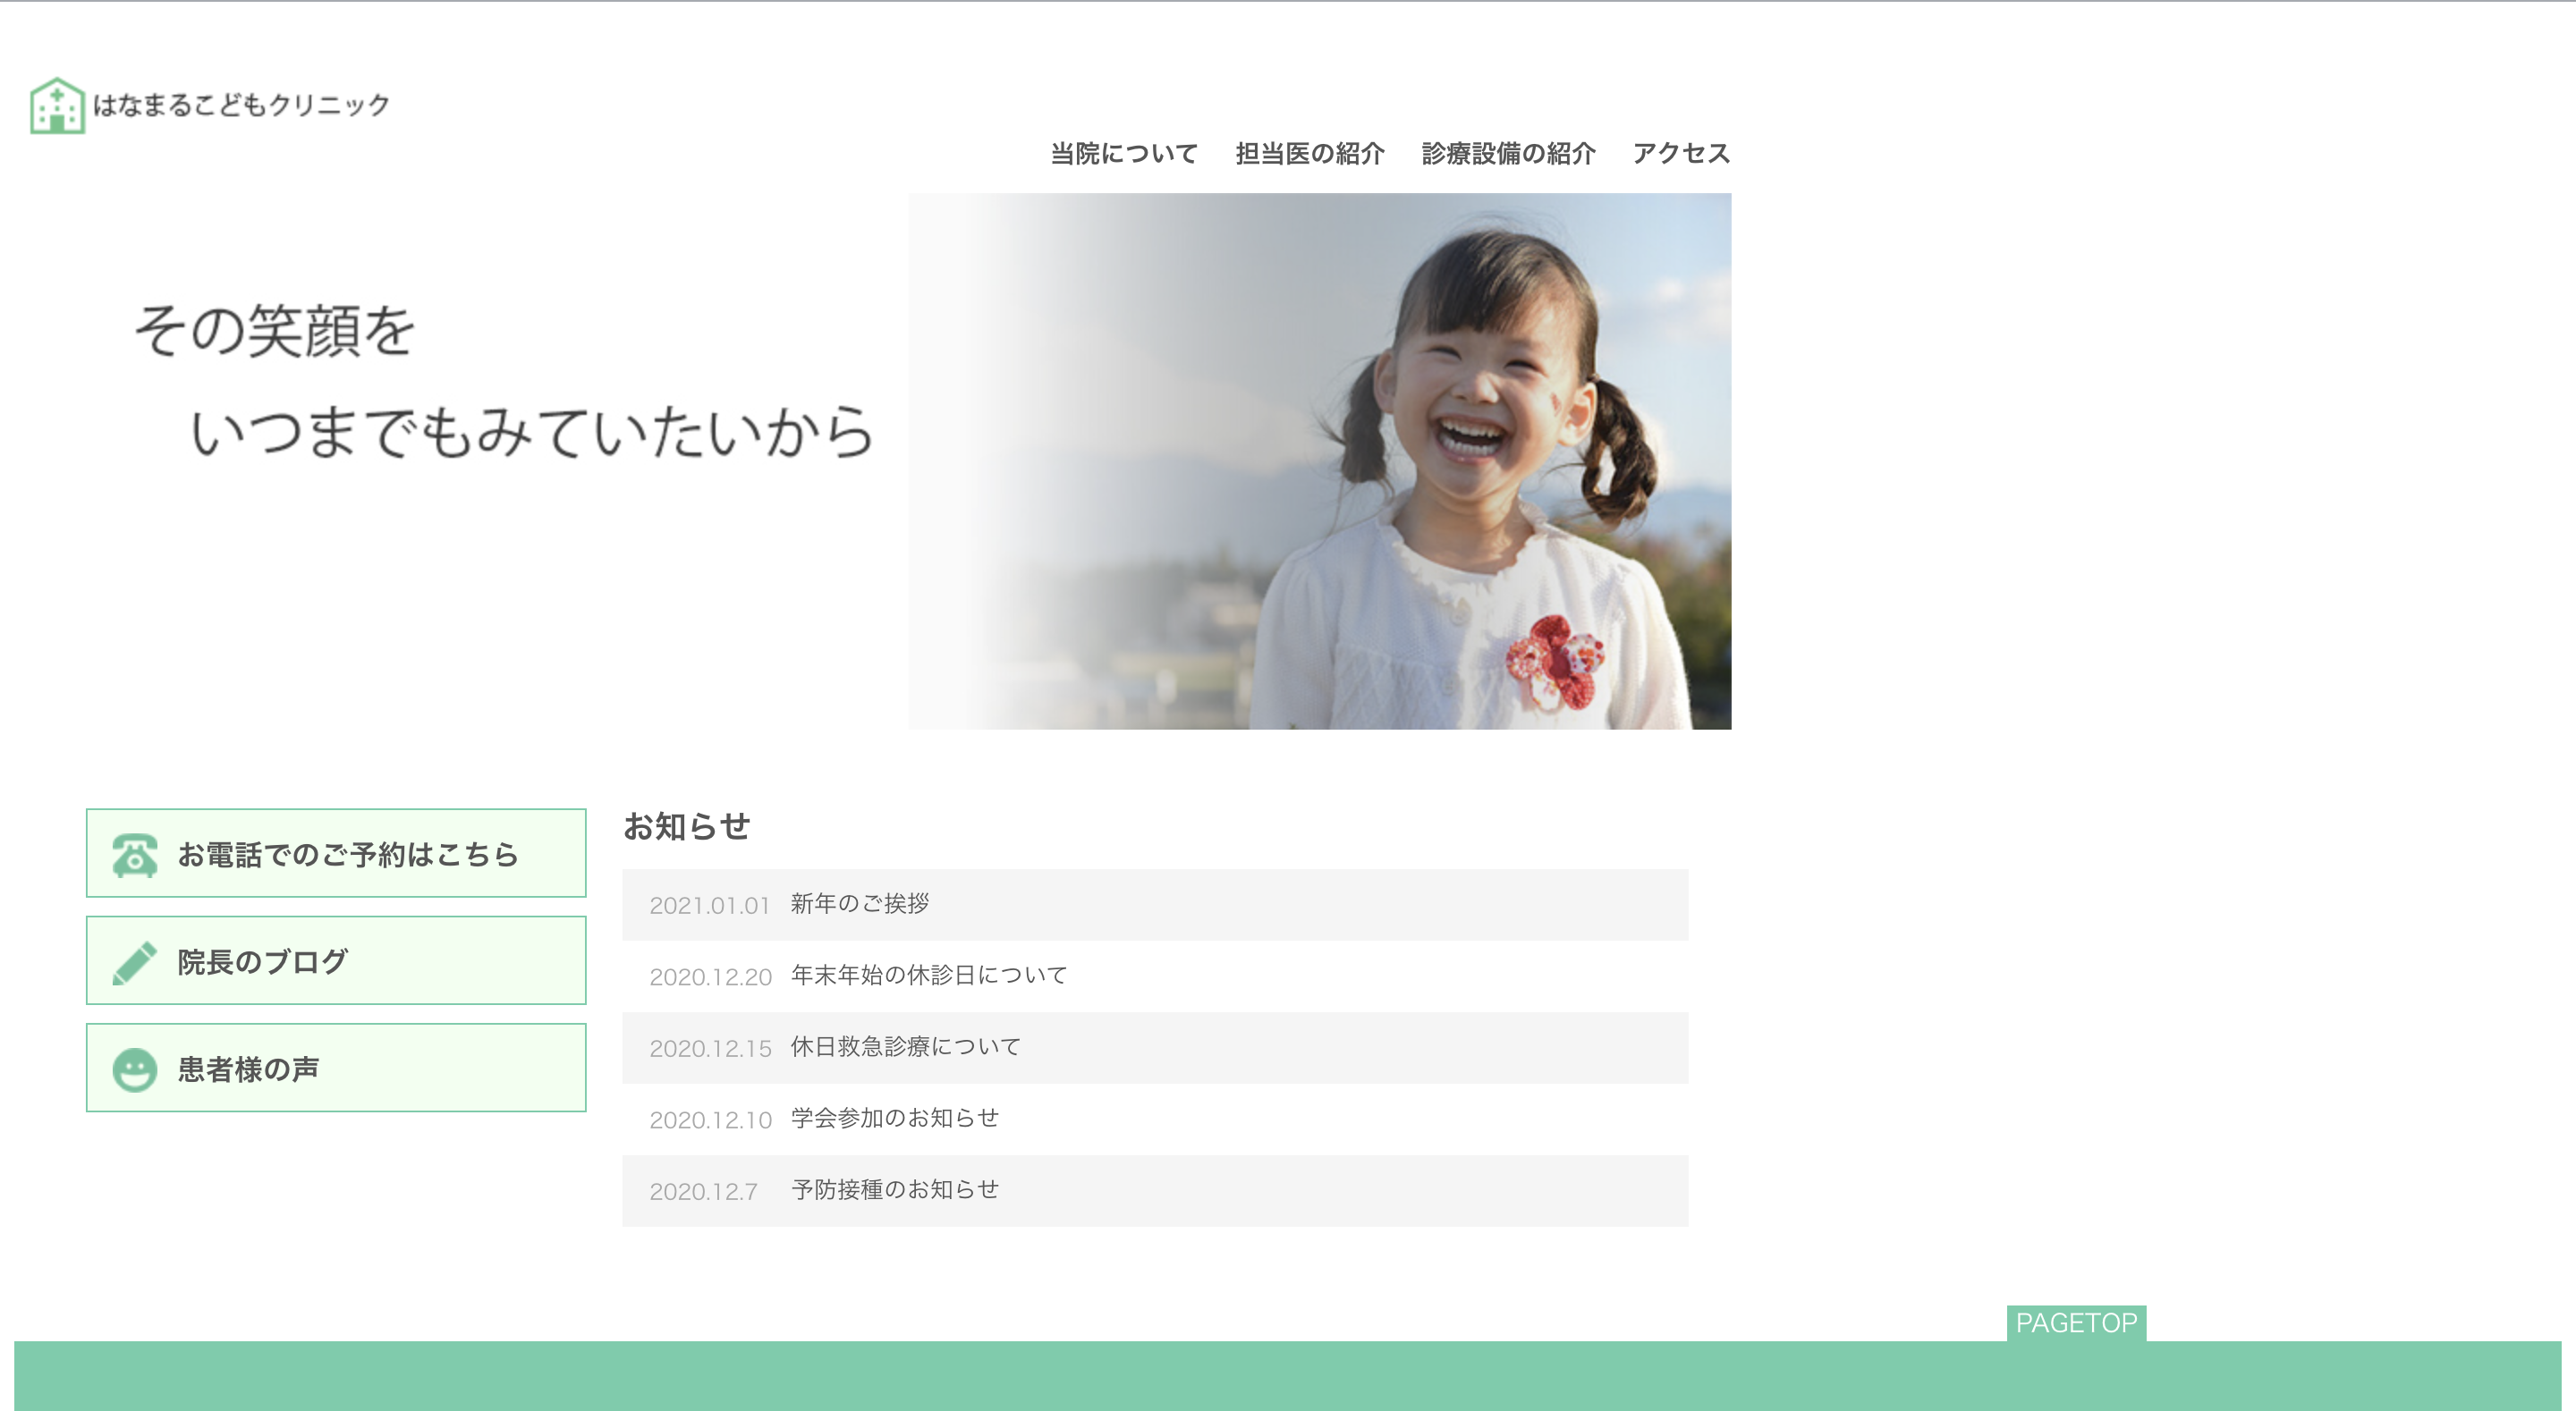 はなまるこどもクリニック
当院について 担当医の紹介 診療設備の紹介 アクセス
その笑顔を
いつまでもみていたいから
お電話でのご予約はこちら
院長のブログ
患者様の声
お知らせ
2021.01.01 新年のご挨拶
2020.12.20 年末年始の休診日について
2020.12.15 休日救急診療について
2020.12.10 学会参加のお知らせ
2020.12.7 予防接種のお知らせ
PAGETOP